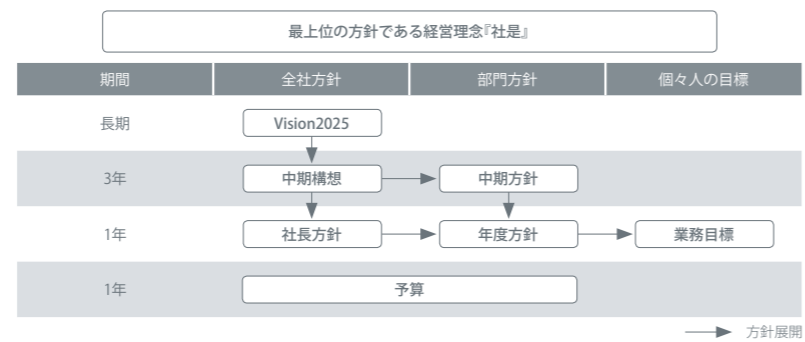 最上位の方針である経営理念『社是』
期間 全社方針 部門方針 個々人の目標
長期 Vision2025
3年 中期構想 中期方針
1年 社長方針 年度方針 業務目標
1年 予算
方針展開